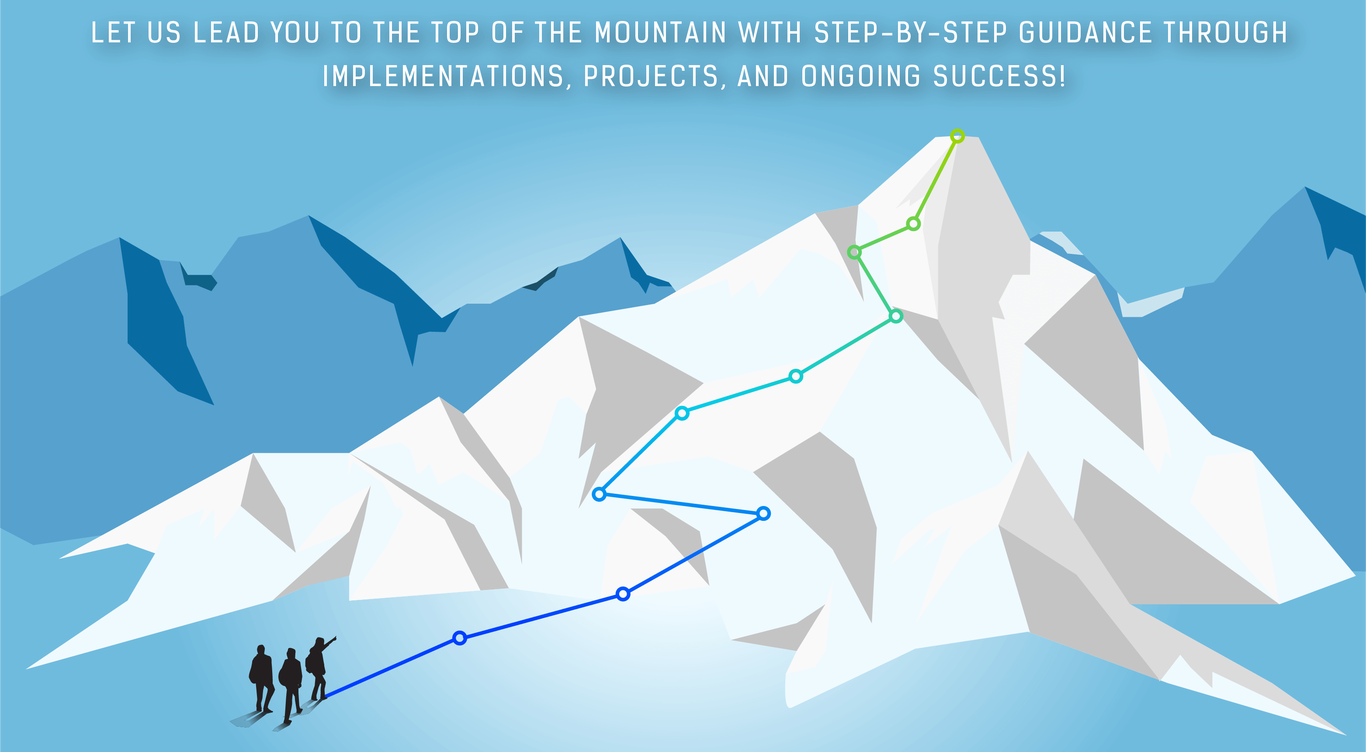 LET US LEAD YOU TO THE TOP OF THE MOUNTAIN WITH STEP-BY-STEP GUIDANCE THROUGH
IMPLEMENTATIONS, PROJECTS, AND ONGOING SUCCESS!